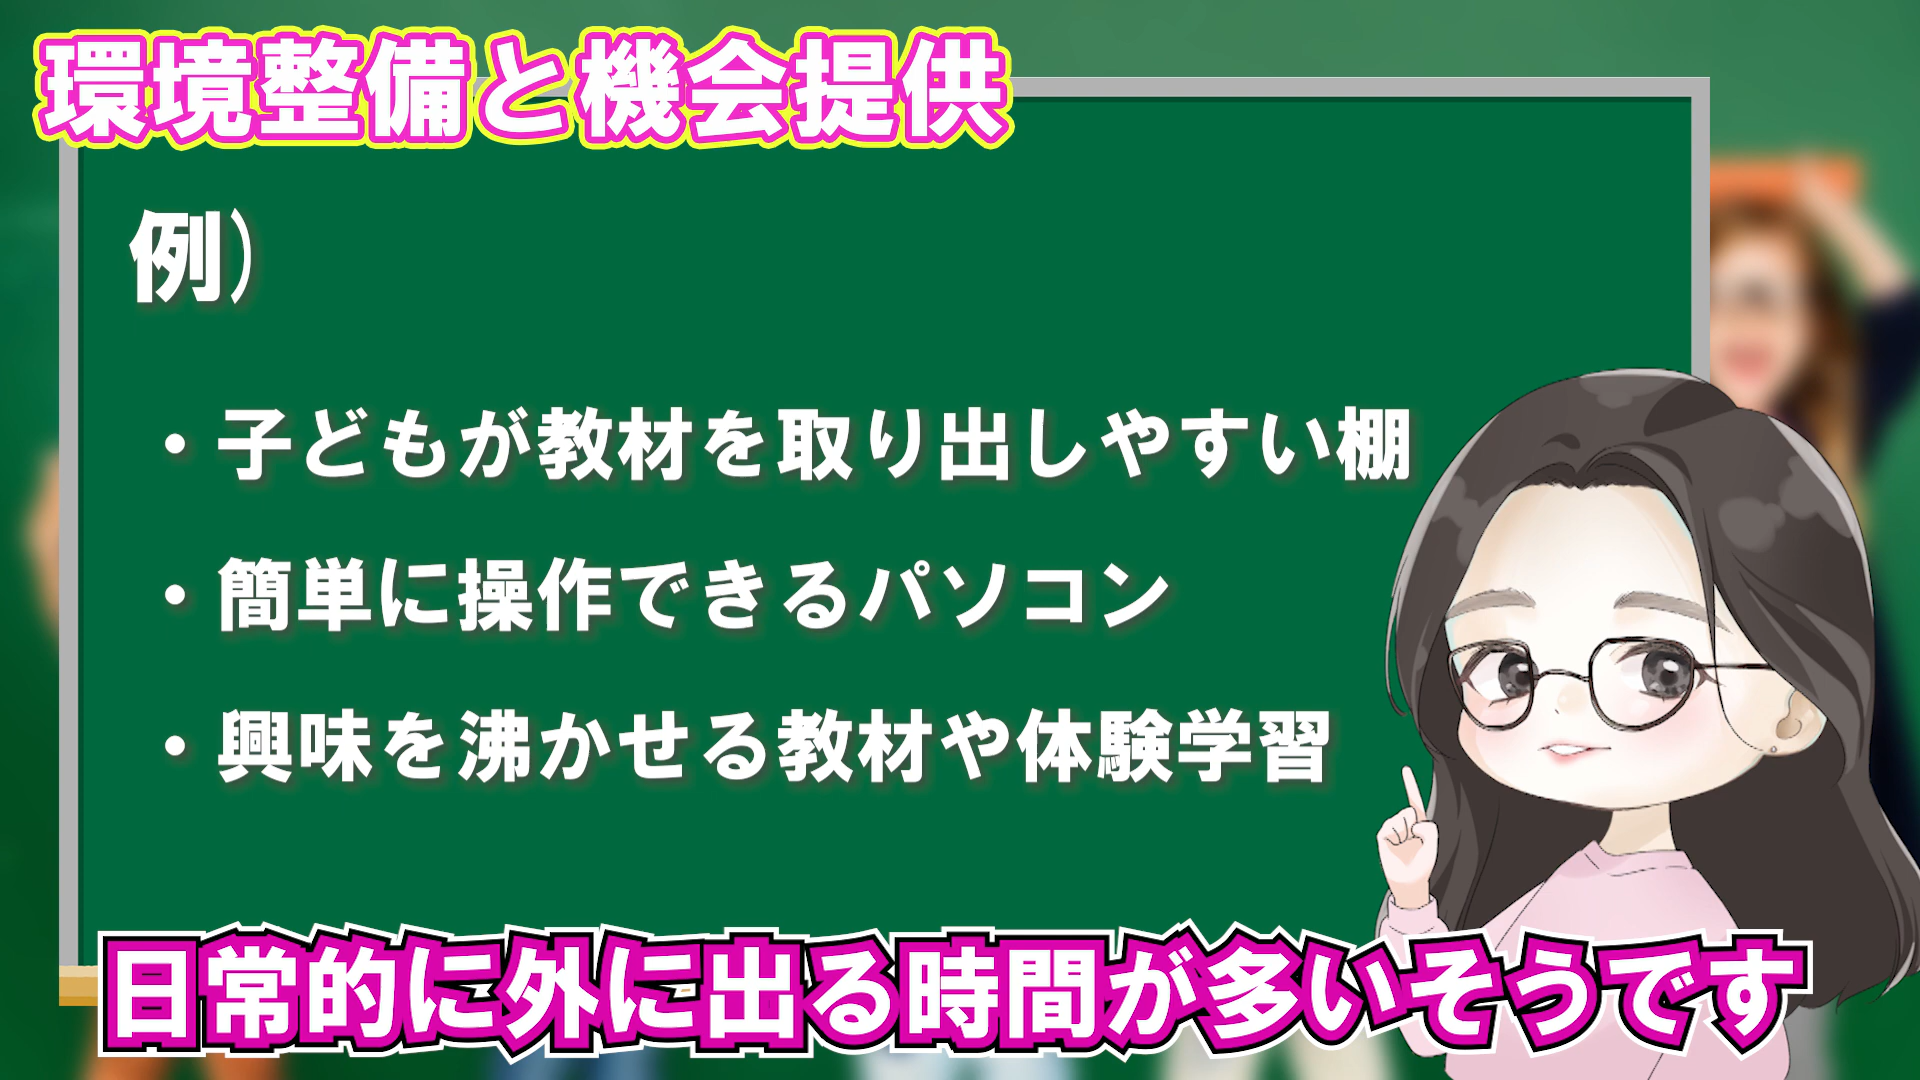 環境整備と機会提供
例）
・子どもが教材を取り出しやすい棚
・簡単に操作できるパソコン
・興味を沸かせる教材や体験学習
日常的に外に出る時間が多いそうです